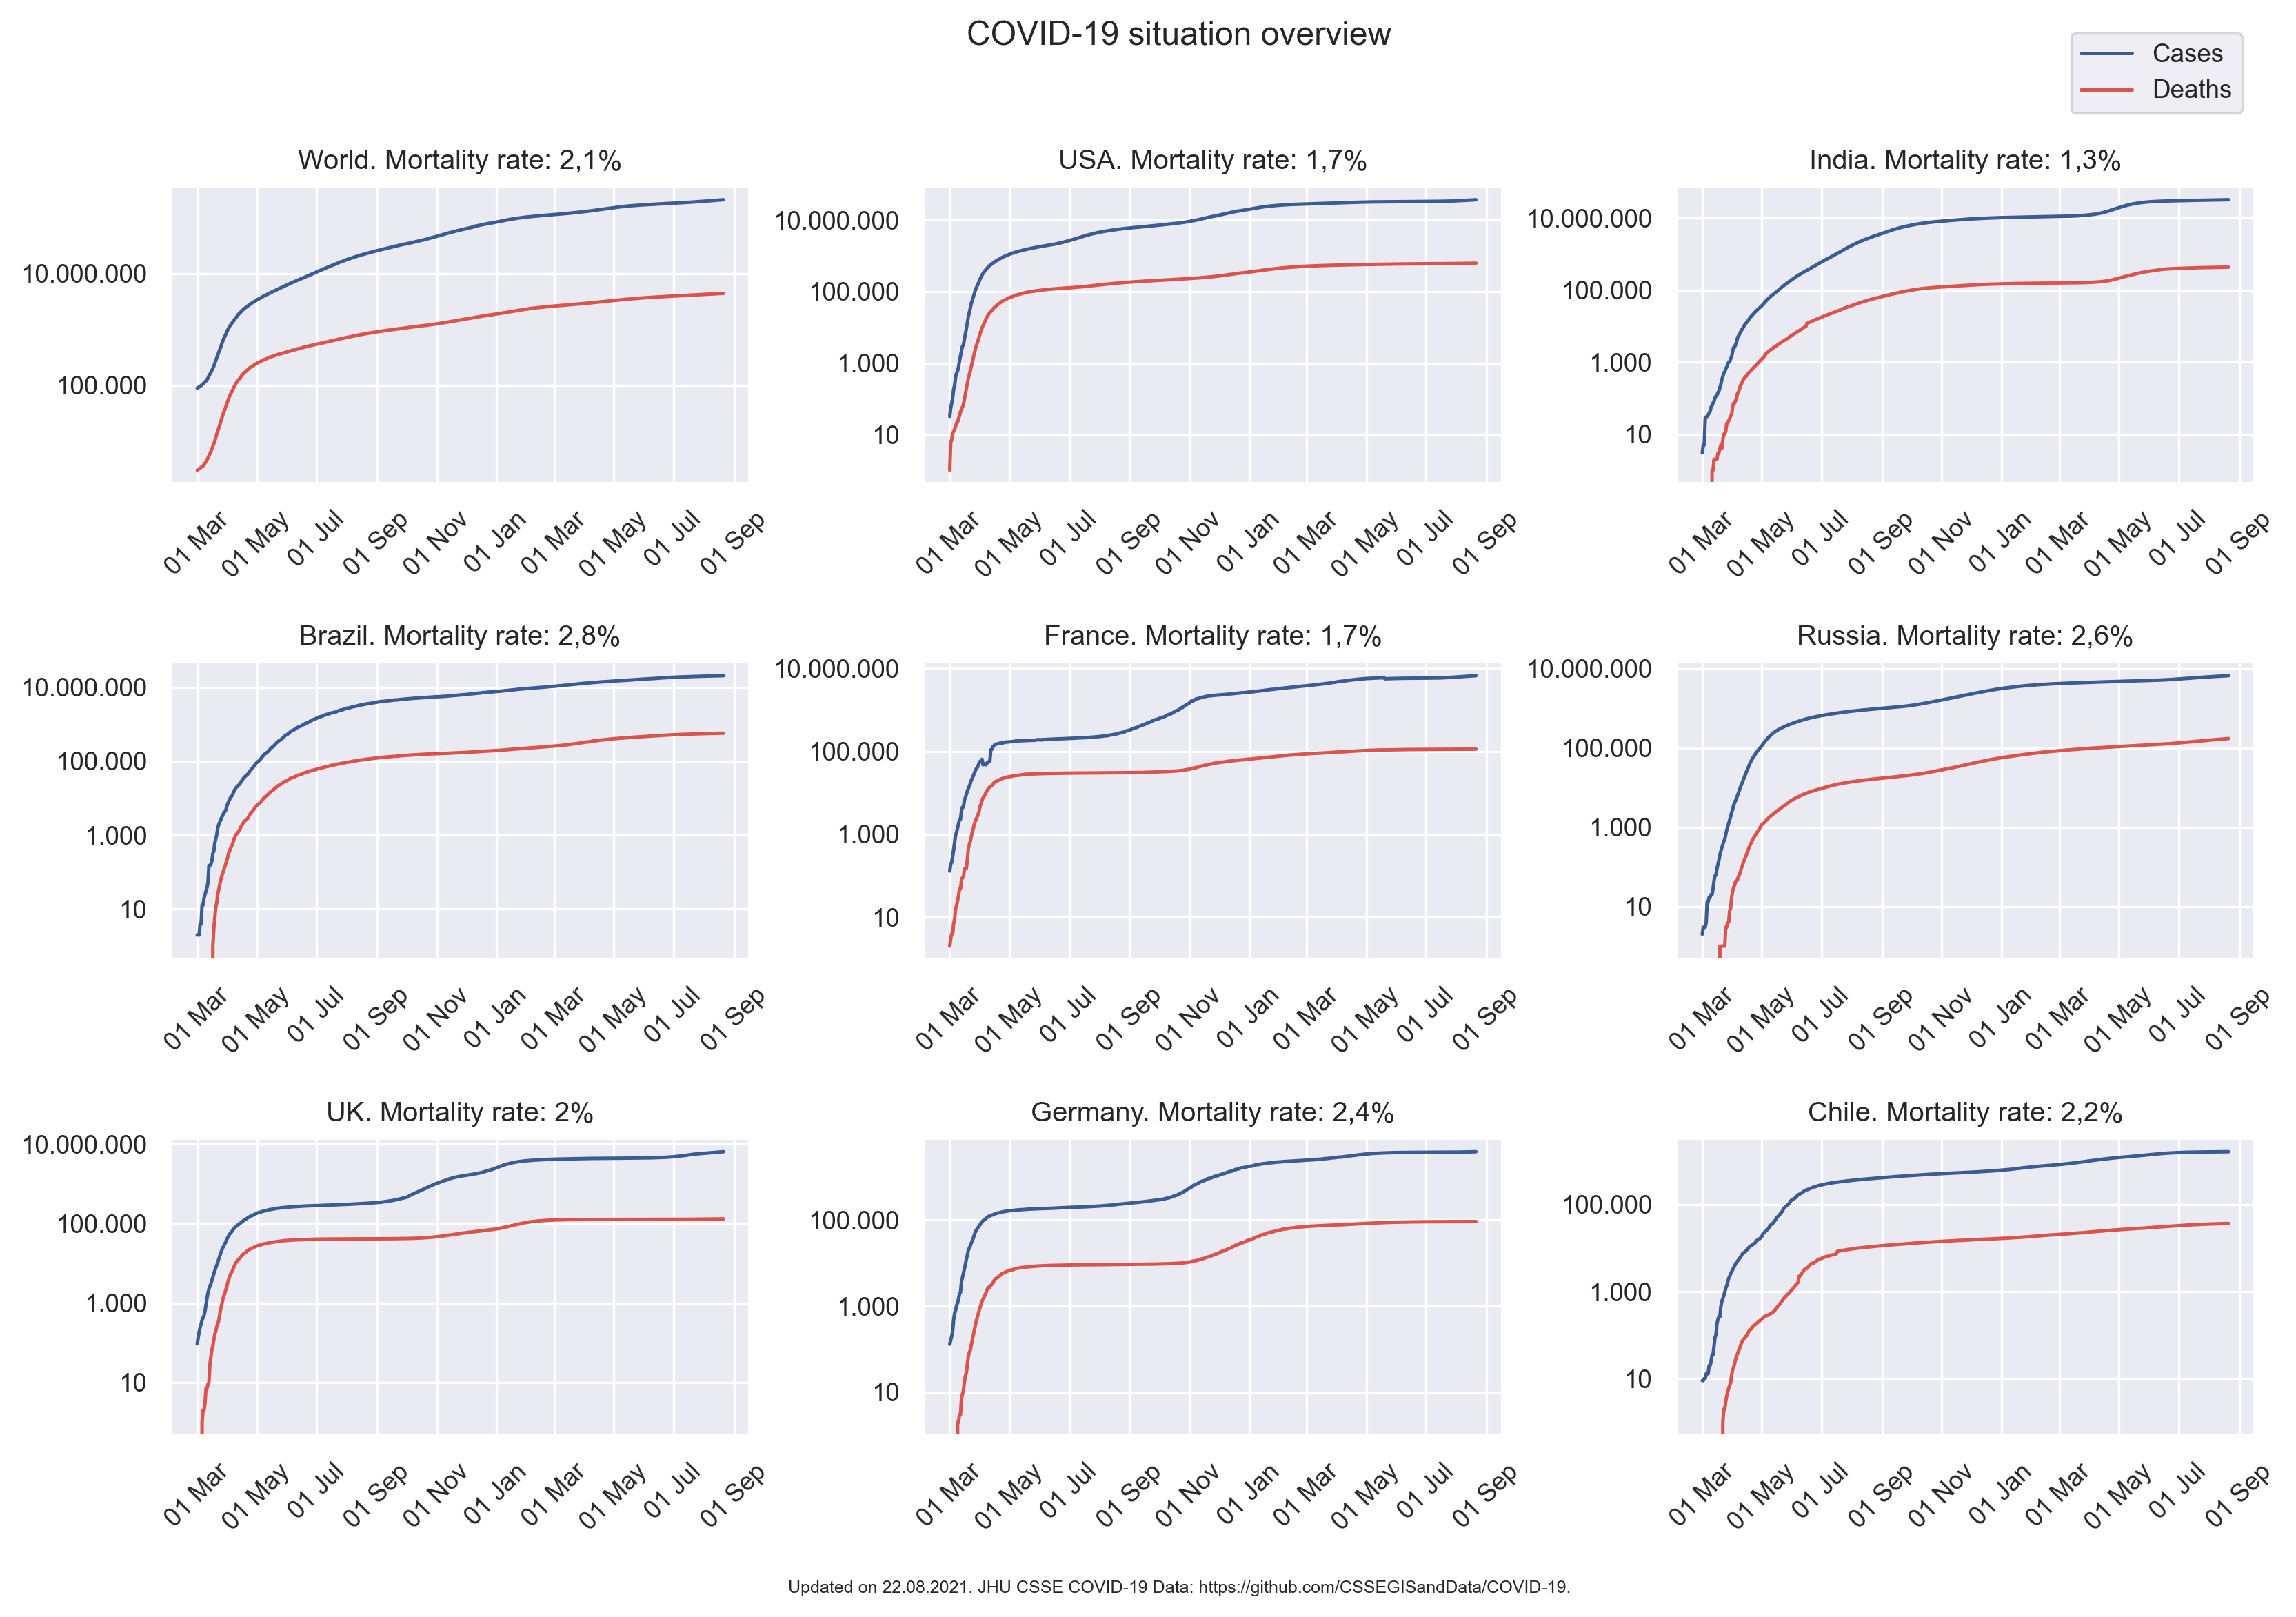 COVID-19 situation overview
Cases
Deaths
World. Mortality rate: 2,1%
10.000.000
100.000
01 Mar
01 May
01 Jul
01 Sep
01 Nov
01 Jan
01 Mar
01 May
01 Jul
01 Sep
USA. Mortality rate: 1,7%
10.000.000
100.000
1.000
10
01 Mar
01 May
01 Jul
01 Sep
01 Nov
01 Jan
01 Mar
01 May
01 Jul
01 Sep
India. Mortality rate: 1,3%
10.000.000
100.000
1.000
10
01 Mar
01 May
01 Jul
01 Sep
01 Nov
01 Jan
01 Mar
01 May
01 Jul
01 Sep
Brazil. Mortality rate: 2,8%
10.000.000
100.000
1.000
10
01 Mar
01 May
01 Jul
01 Sep
01 Nov
01 Jan
01 Mar
01 May
01 Jul
01 Sep
France. Mortality rate: 1,7%
10.000.000
100.000
1.000
10
01 Mar
01 May
01 Jul
01 Sep
01 Nov
01 Jan
01 Mar
01 May
01 Jul
01 Sep
Russia. Mortality rate: 2,6%
10.000.000
100.000
1.000
10
01 Mar
01 May
01 Jul
01 Sep
01 Nov
01 Jan
01 Mar
01 May
01 Jul
01 Sep
UK. Mortality rate: 2%
10.000.000
100.000
1.000
10
01 Mar
01 May
01 Jul
01 Sep
01 Nov
01 Jan
01 Mar
01 May
01 Jul
01 Sep
Germany. Mortality rate: 2,4%
100.000
1.000
10
01 Mar
01 May
01 Jul
01 Sep
01 Nov
01 Jan
01 Mar
01 May
01 Jul
01 Sep
Chile. Mortality rate: 2,2%
100.000
1.000
10
01 Mar
01 May
01 Jul
01 Sep
01 Nov
01 Jan
01 Mar
01 May
01 Jul
01 Sep
Updated on 22.08.2021. JHU CSSE COVID-19 Data: https://github.com/CSSEGISandData/COVID-19.